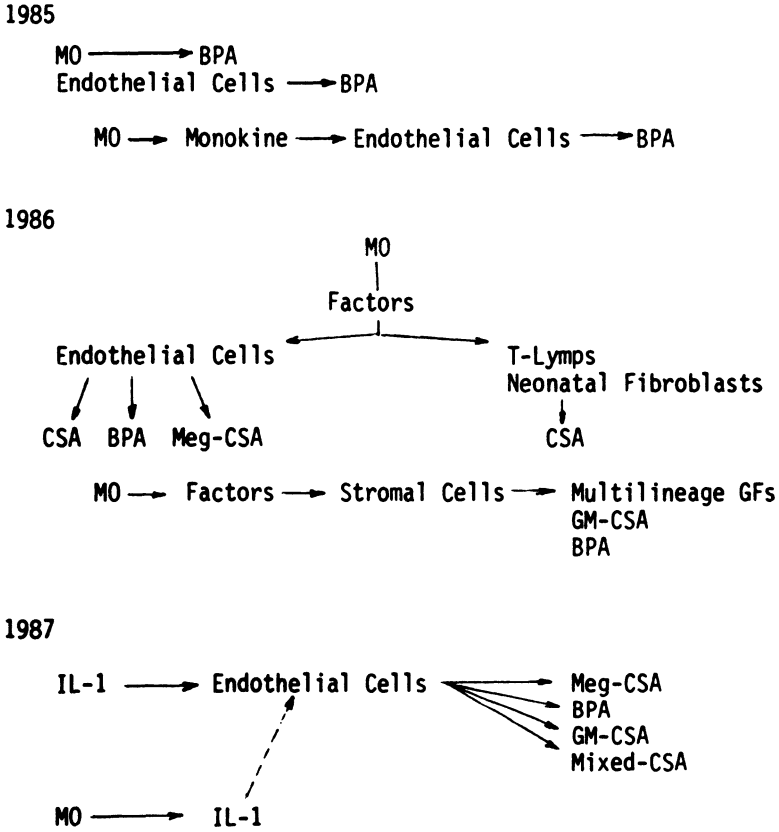 1985
MO BPA
Endothelial Cells BPA
MO Monokine Endothelial Cells BPA
1986
MO
Factors
Endothelial Cells
T-Lymps
Neonatal Fibroblasts
CSA BPA Meg-CSA
CSA
MO Factors Stromal Cells Multilineage GFs
GM-CSA
BPA
1987
IL-1 Endothelial Cells Meg-CSA
BPA
GM-CSA
Mixed-CSA
MO IL-1